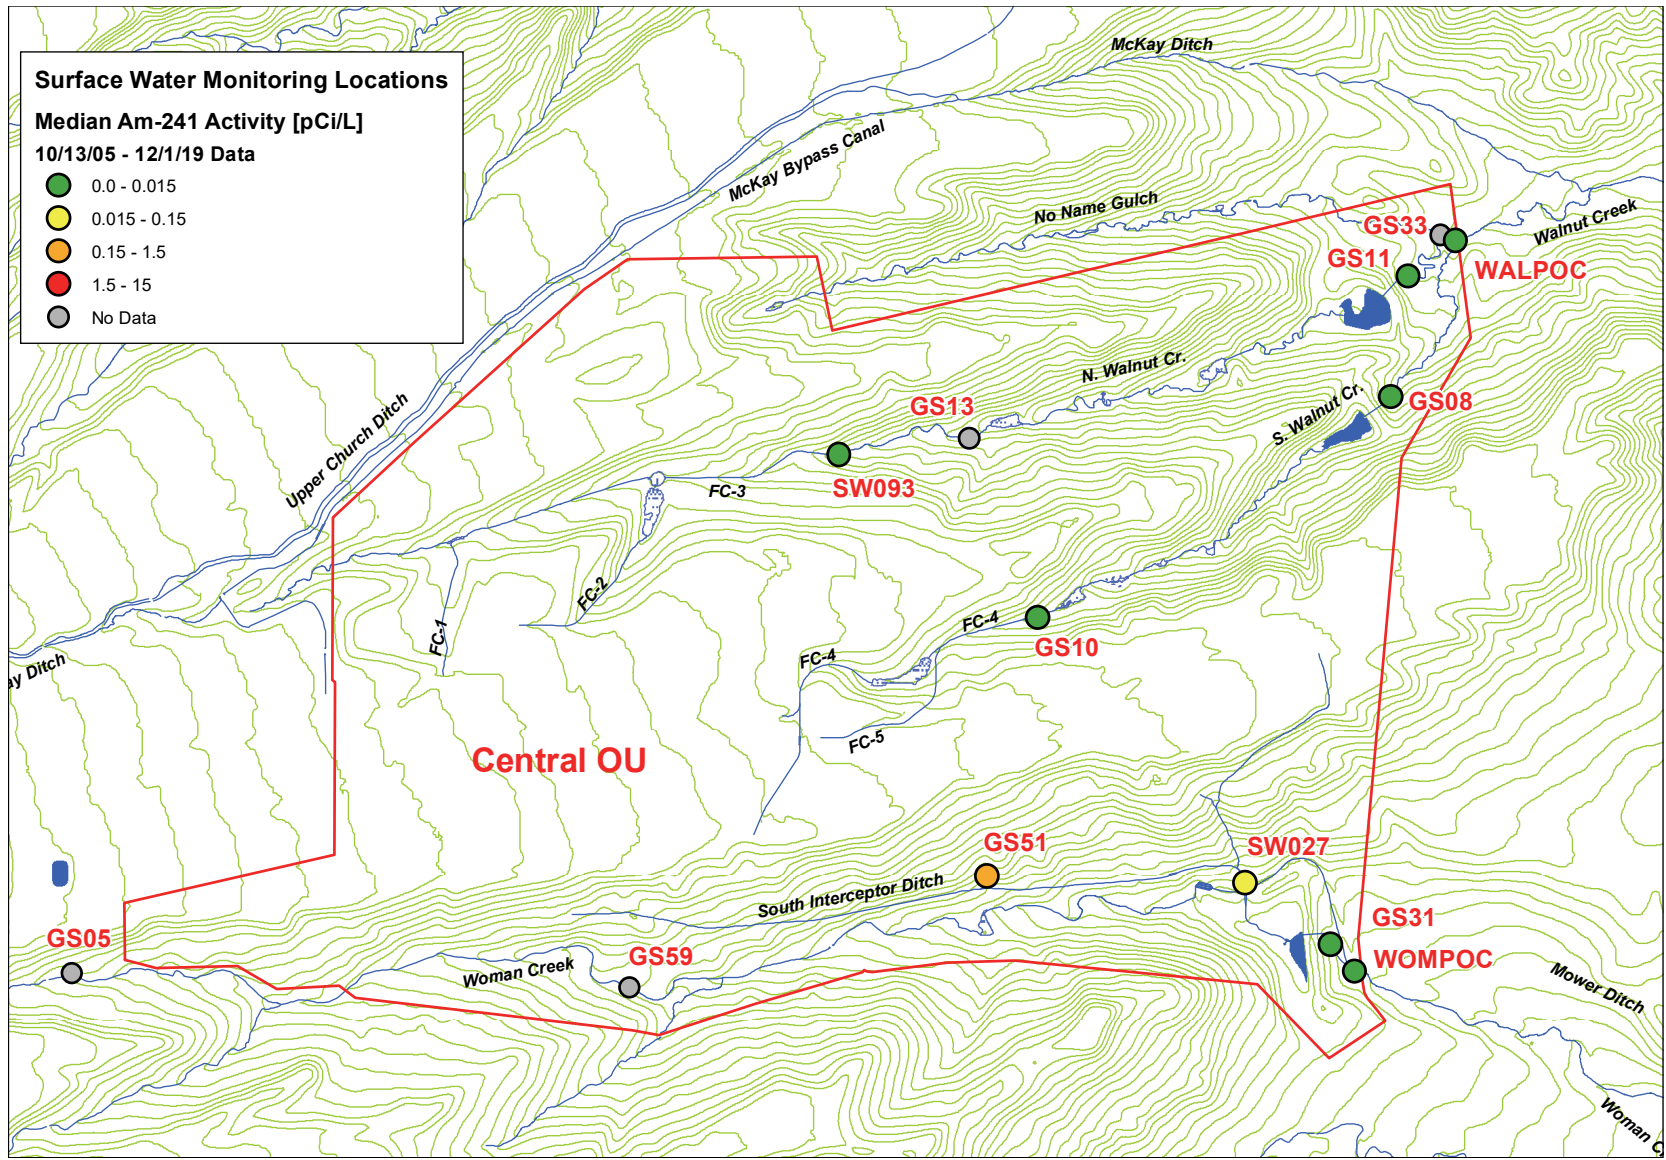 Surface Water Monitoring Locations
Median Am-241 Activity [pCi/L]
10/13/05 - 12/1/19 Data
0.0 - 0.015
0.015 - 0.15
0.15 - 1.5
1.5 - 15
No Data
McKay Ditch
McKay Bypass Canal
No Name Gulch
Walnut Creek
GS33
WALPOC
GS11
N. Walnut Cr.
GS08
S. Walnut Cr.
GS13
Upper Church Ditch
SW093
FC-3
FC-2
FC-1
FC-4
GS10
FC-4
ay Ditch
FC-5
Central OU
GS51
SW027
South Interceptor Ditch
GS31
GS05
GS59
WOMPOC
Woman Creek
Mower Ditch
Woman C